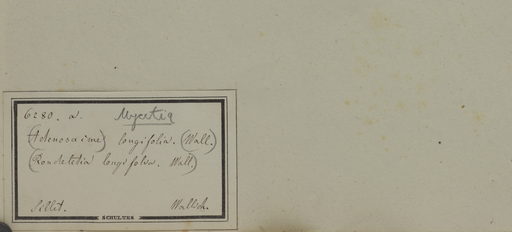 6280. a. Mycetia
(Adenosacme) longifolia. (Wall.)
(Rondeletia longifolia. Wall)
Sillet. Wallich.
SCHULTES